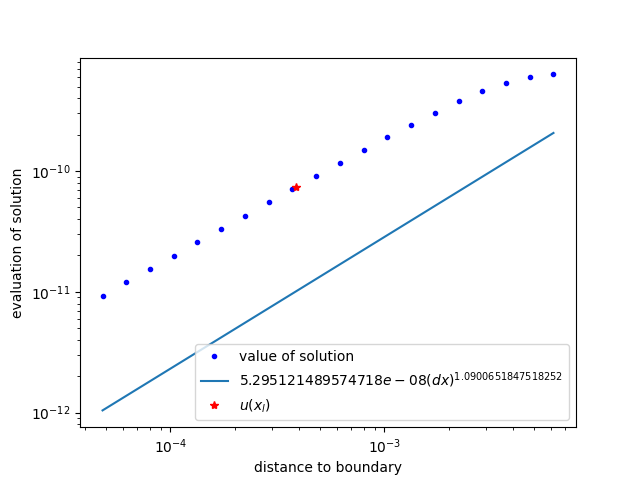 evaluation of solution
10^{-10}
10^{-11}
10^{-12}
value of solution
5.295121489574718e − 08(dx)^{1.0900651847518252}
u(x_l)
10^{-4}
10^{-3}
distance to boundary